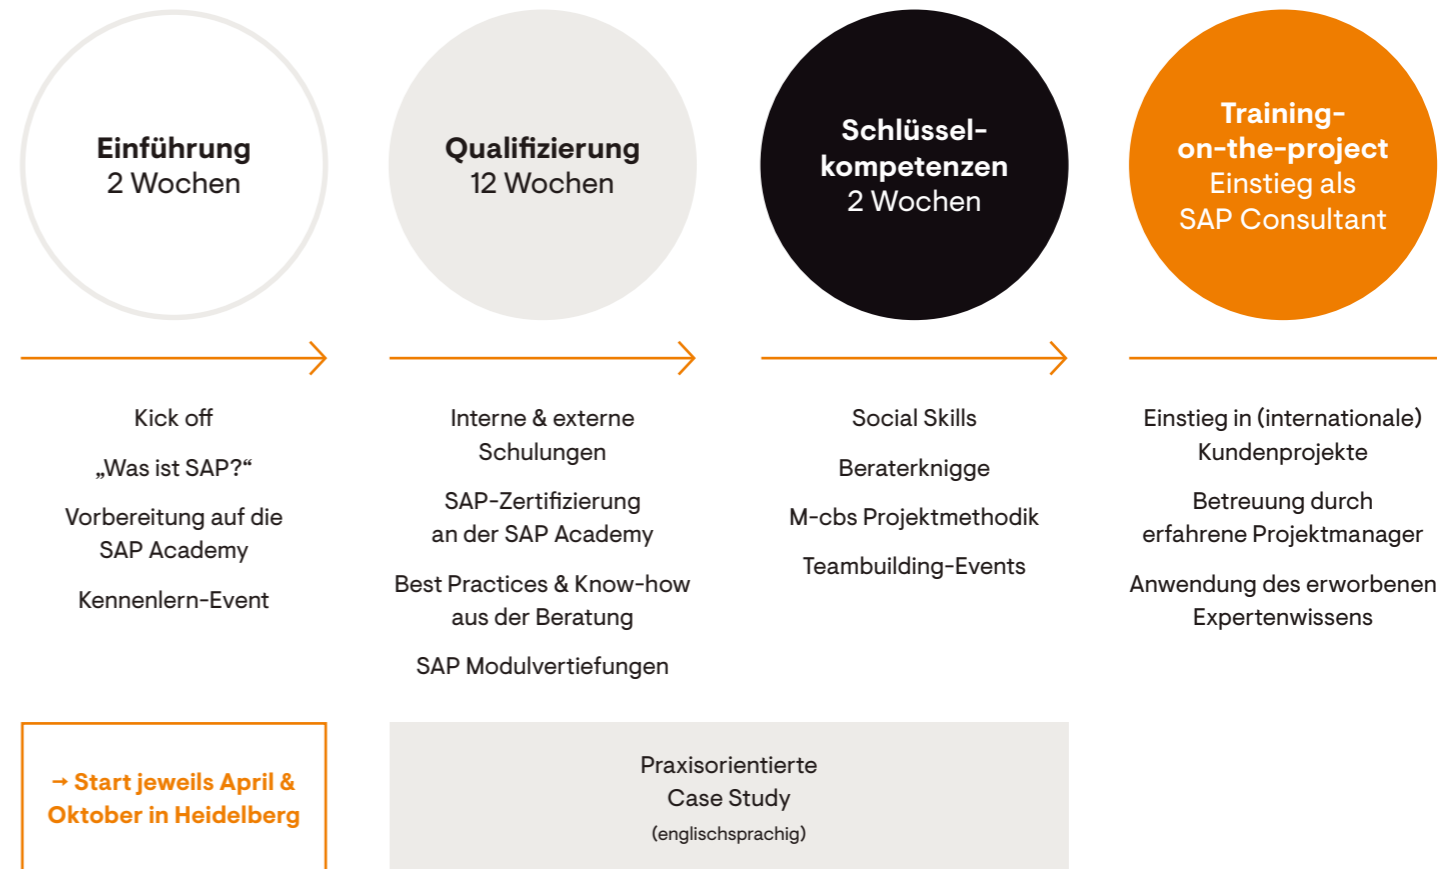 Einführung
2 Wochen
Qualifizierung
12 Wochen
Schlüssel-
kompetenzen
2 Wochen
Training-
on-the-project
Einstieg als
SAP Consultant
Kick off
„Was ist SAP?“
Vorbereitung auf die
SAP Academy
Kennenlern-Event
Interne & externe
Schulungen
SAP-Zertifizierung
an der SAP Academy
Best Practices & Know-how
aus der Beratung
SAP Modulvertiefungen
Social Skills
Beraterknigge
M-cbs Projektmethodik
Teambuilding-Events
Einstieg in (internationale)
Kundenprojekte
Betreuung durch
erfahrene Projektmanager
Anwendung des erworbenen
Expertenwissens
→ Start jeweils April &
Oktober in Heidelberg
Praxisorientierte
Case Study
(englischsprachig)